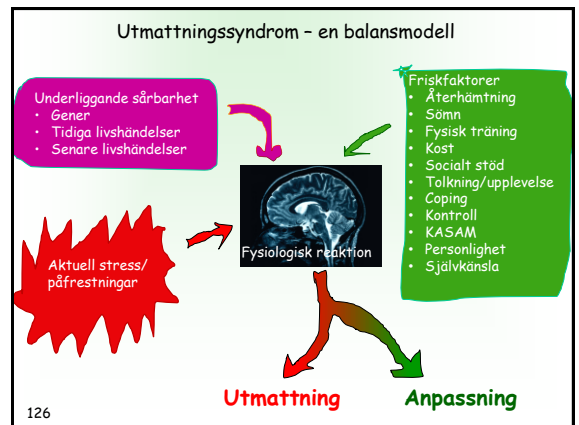 Utmattningssyndrom – en balansmodell
Underliggande sårbarhet
• Gener
• Tidiga livshändelser
• Senare livshändelser
Friskfaktorer
• Återhämtning
• Sömn
• Fysisk träning
• Kost
• Socialt stöd
• Tolkning/upplevelse
• Coping
• Kontroll
• KASAM
• Personlighet
• Självkänsla
Aktuell stress/
påfrestningar
Fysiologisk reaktion
Utmattning
Anpassning
126